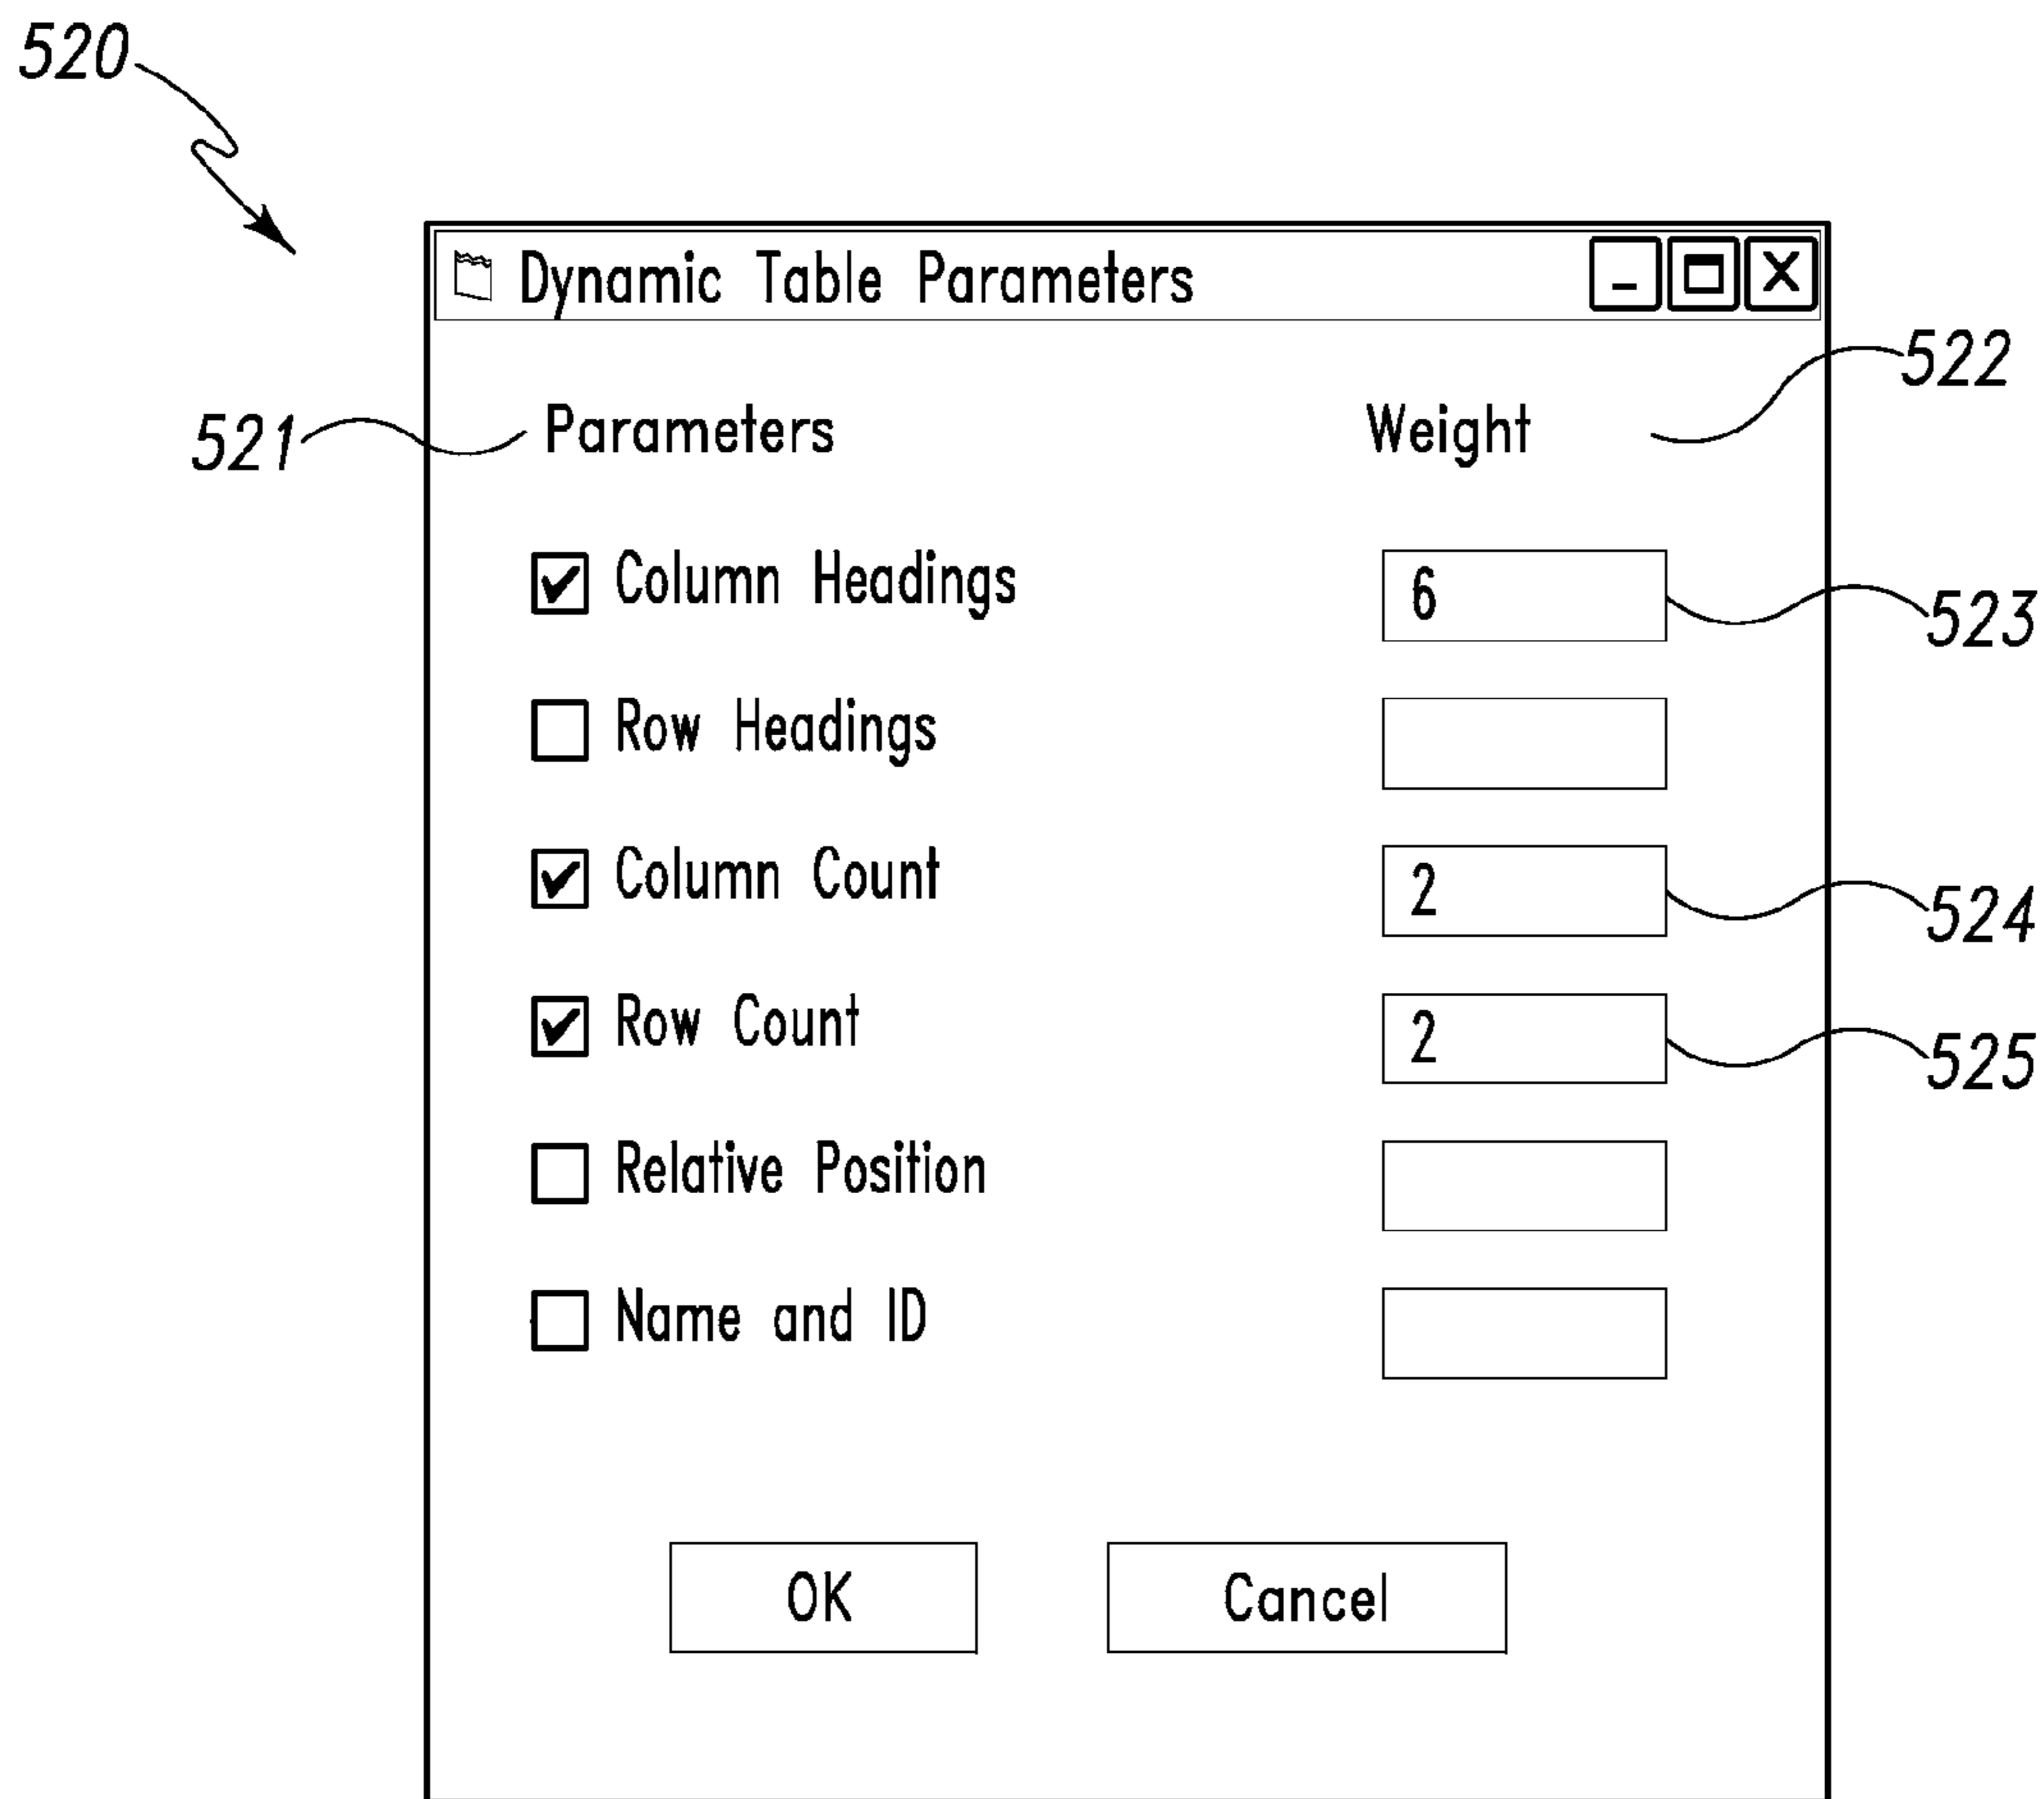 520
Dynamic Table Parameters
522
521 Parameters Weight
Column Headings 6 523
Row Headings
Column Count 2 524
Row Count 2 525
Relative Position
Name and ID
OK Cancel